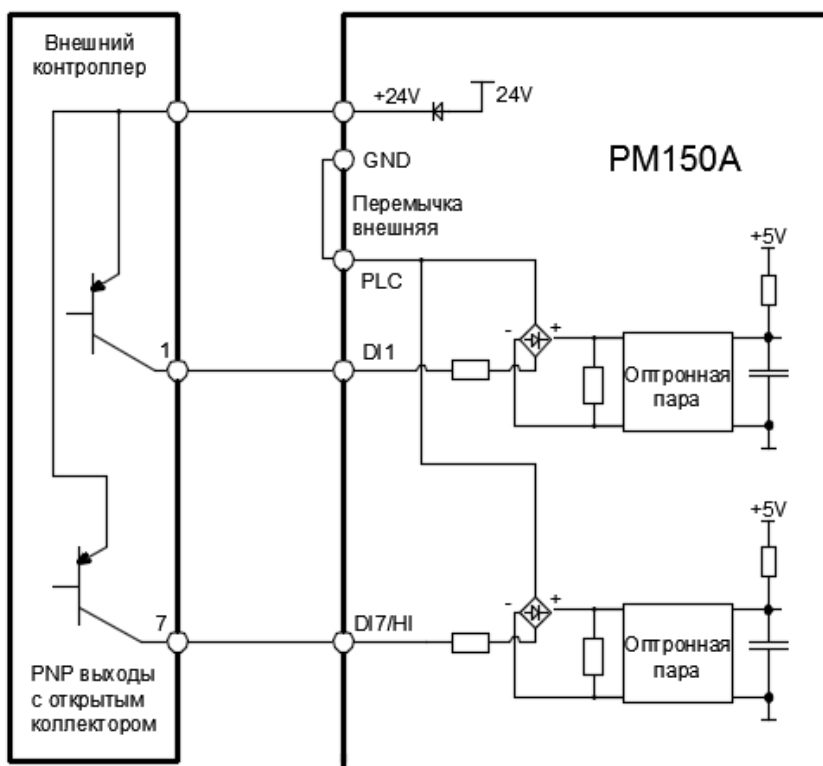 Внешний
контроллер
+24V
24V
GND
PM150A
Перемычка
внешняя
+5V
PLC
-
+
1
DI1
Оптронная
пара
+5V
-
+
7
DI7/HI
Оптронная
пара
PNP выходы
с открытым
коллектором